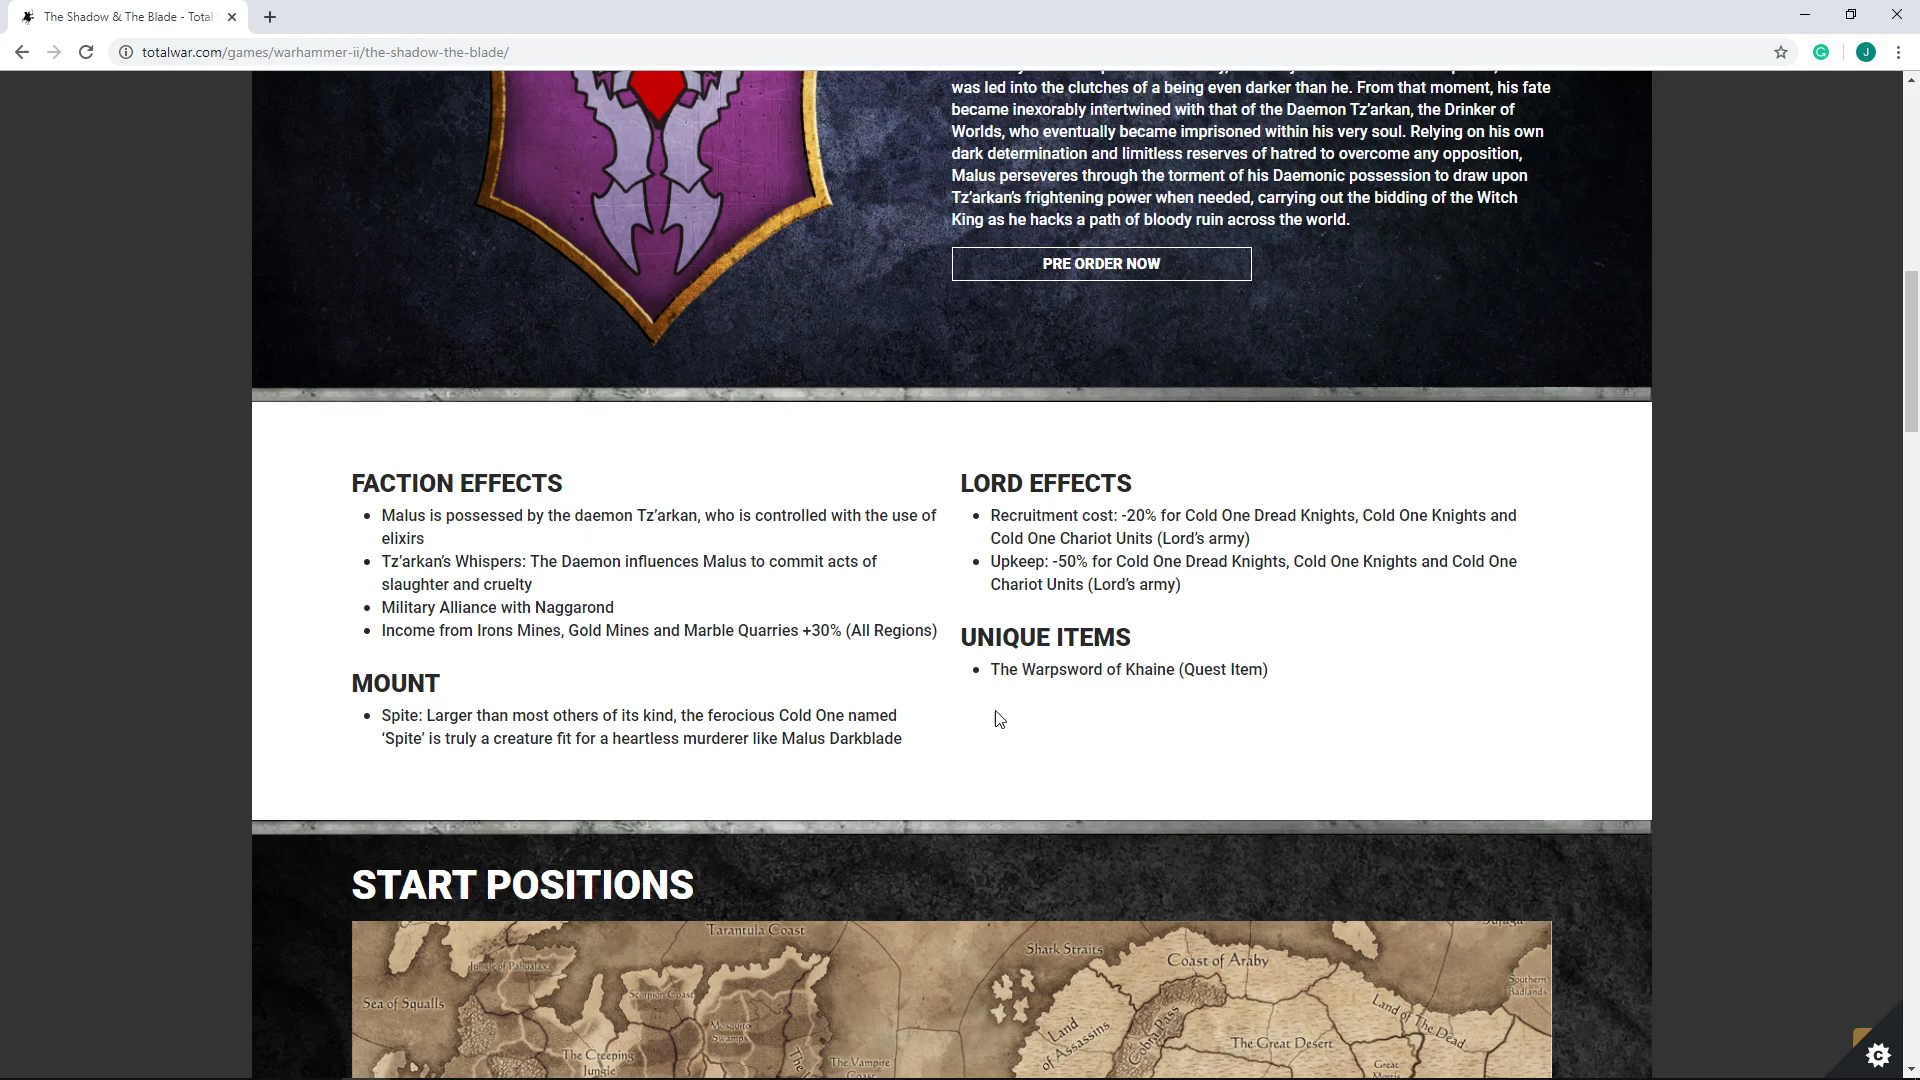 The Shadow & The Blade - Total
totalwar.com/games/warhammer-ii/the-shadow-the-blade/
J
was led into the clutches of a being even darker than he. From that moment, his fate
became inexorably intertwined with that of the Daemon Tz’arkan, the Drinker of
Worlds, who eventually became imprisoned within his very soul. Relying on his own
dark determination and limitless reserves of hatred to overcome any opposition,
Malus perseveres through the torment of his Daemonic possession to draw upon
Tz’arkan’s frightening power when needed, carrying out the bidding of the Witch
King as he hacks a path of bloody ruin across the world.
PRE ORDER NOW
FACTION EFFECTS
Malus is possessed by the daemon Tz’arkan, who is controlled with the use of
elixirs
Tz’arkan’s Whispers: The Daemon influences Malus to commit acts of
slaughter and cruelty
Military Alliance with Naggarond
Income from Irons Mines, Gold Mines and Marble Quarries +30% (All Regions)
MOUNT
Spite: Larger than most others of its kind, the ferocious Cold One named
‘Spite’ is truly a creature fit for a heartless murderer like Malus Darkblade
LORD EFFECTS
Recruitment cost: -20% for Cold One Dread Knights, Cold One Knights and
Cold One Chariot Units (Lord’s army)
Upkeep: -50% for Cold One Dread Knights, Cold One Knights and Cold One
Chariot Units (Lord’s army)
UNIQUE ITEMS
The Warpsword of Khaine (Quest Item)
START POSITIONS
Tarantula Coast
Jungle of Pahualaxa
Sea of Squalls
Scorpion Coast
Mosquito
Swamps
The Creeping
Jungle
The Vampire
Coast
Shark Straits
Coast of Araby
Southern
Badlands
Land
of Assassins
Cobra Pass
Land of The Dead
The Great Desert
Great